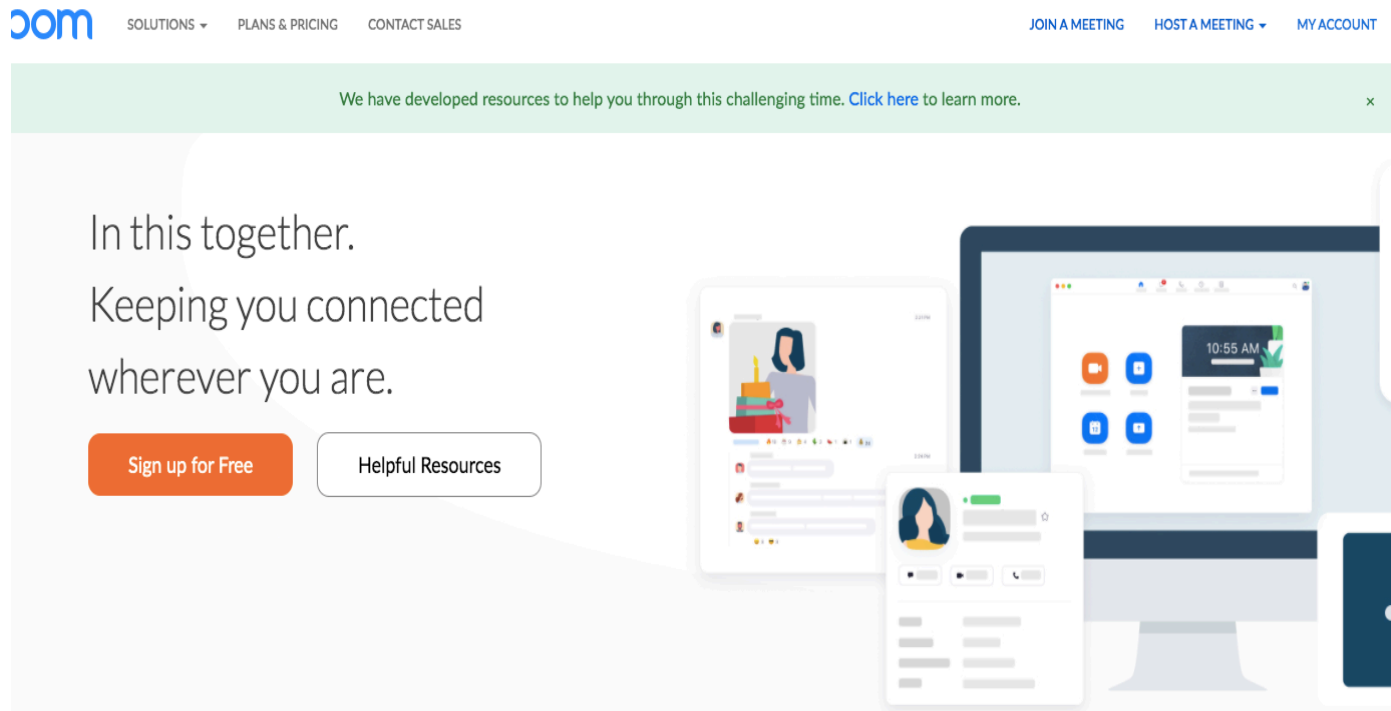 oom
SOLUTIONS
PLANS & PRICING
CONTACT SALES
JOIN A MEETING
HOST A MEETING
MY ACCOUNT
We have developed resources to help you through this challenging time. Click here to learn more.
×
In this together.
Keeping you connected
wherever you are.
Sign up for Free
Helpful Resources
10:55 AM